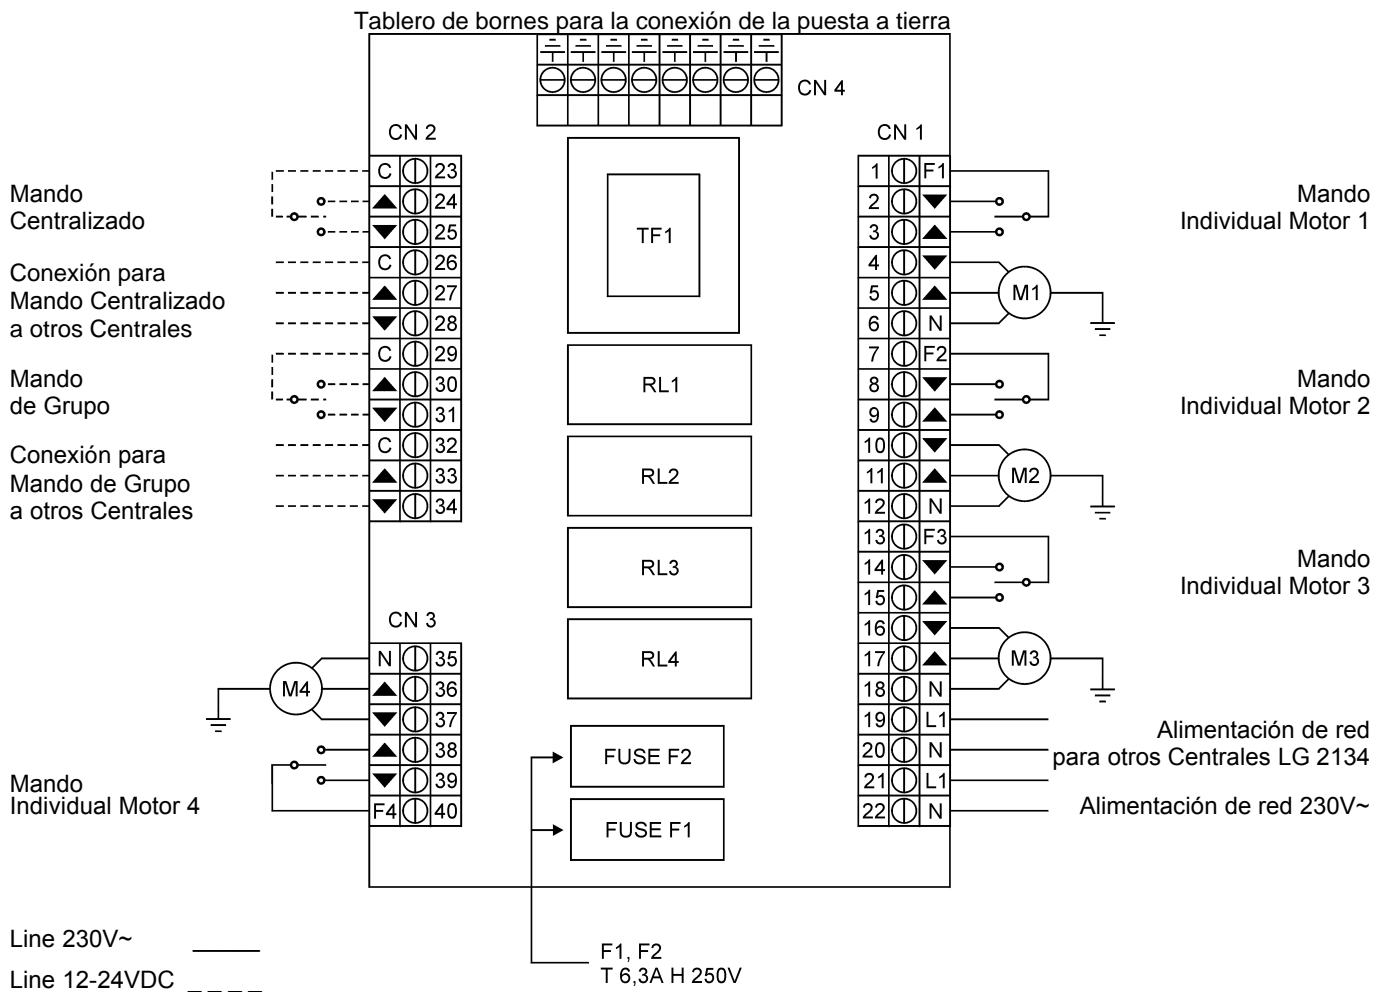 Tablero de bornes para la conexión de la puesta a tierra
CN 4
CN 2
CN 1
Mando
Centralizado
C 23
24
25
Conexión para
Mando Centralizado
a otros Centrales
C 26
27
28
Mando
de Grupo
C 29
30
31
Conexión para
Mando de Grupo
a otros Centrales
C 32
33
34
CN 3
M4
N 35
36
37
38
39
F4 40
Mando
Individual Motor 4
TF1
RL1
RL2
RL3
RL4
FUSE F2
FUSE F1
F1, F2
T 6,3A H 250V
1 F1
2
3
Mando
Individual Motor 1
4
5
6 N
M1
7 F2
8
9
Mando
Individual Motor 2
10
11
12 N
M2
13 F3
14
15
Mando
Individual Motor 3
16
17
18 N
M3
19 L1
20 N
Alimentación de red
para otros Centrales LG 2134
21 L1
22 N
Alimentación de red 230V~
Line 230V~
Line 12-24VDC